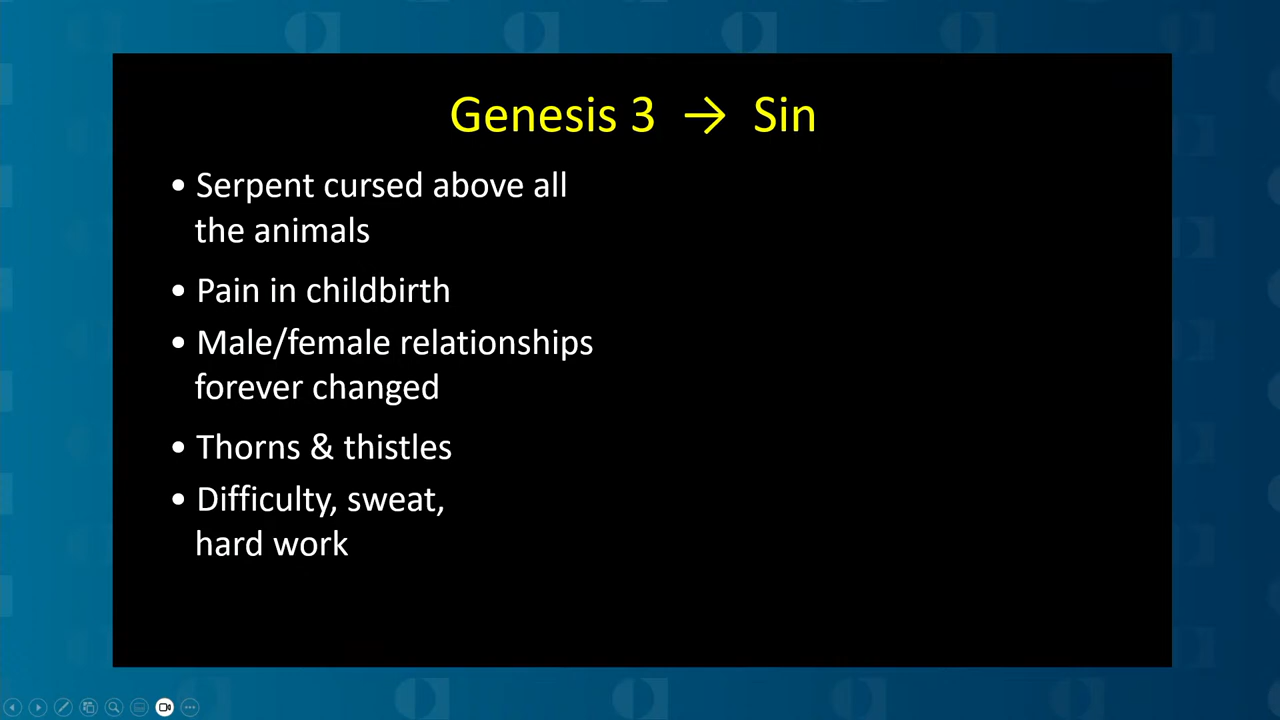 Genesis 3 → Sin
• Serpent cursed above all
the animals
• Pain in childbirth
• Male/female relationships
forever changed
• Thorns & thistles
• Difficulty, sweat,
hard work